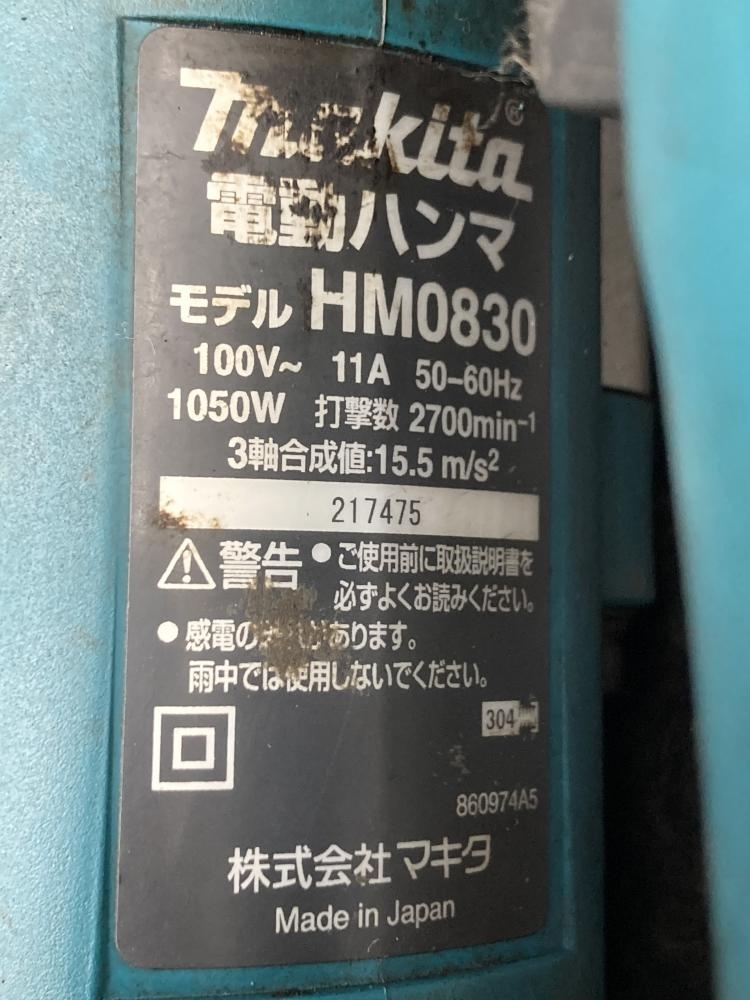 makita®
電動ハンマ
モデル HM0830
100V~ 11A 50-60Hz
1050W 打撃数 2700min⁻¹
3軸合成値:15.5 m/s²
217475
⚠警告 ●ご使用前に取扱説明書を
必ずよくお読みください。
●感電の あります。
雨中では使用しないでください。
304
860974A5
株式会社マキタ
Made in Japan